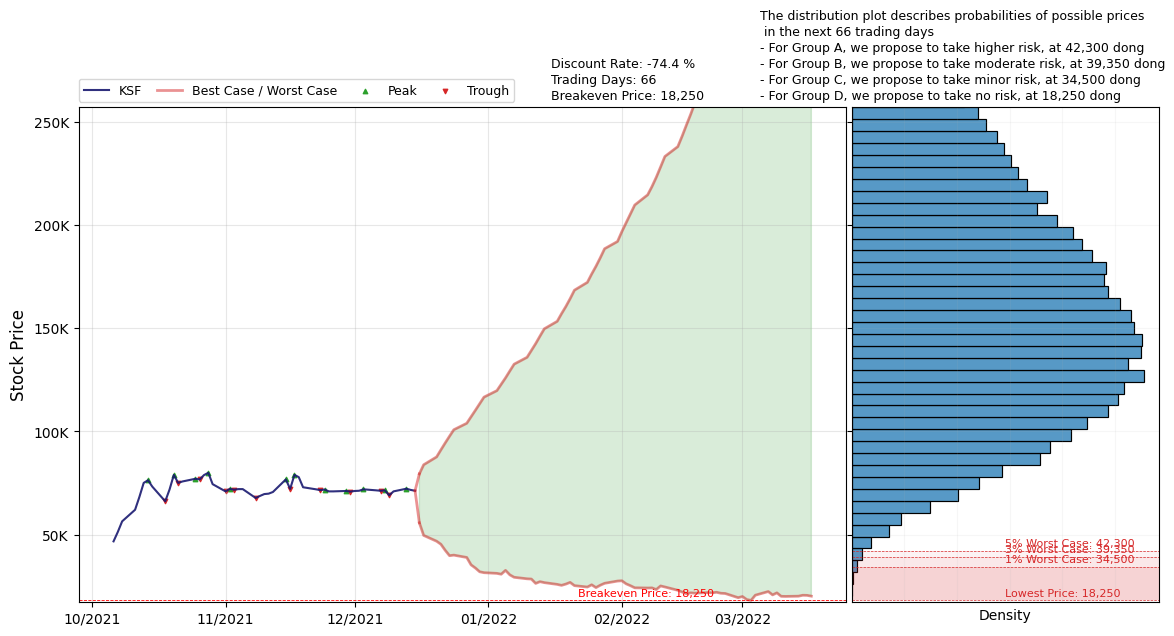 The distribution plot describes probabilities of possible prices
in the next 66 trading days
- For Group A, we propose to take higher risk, at 42,300 dong
- For Group B, we propose to take moderate risk, at 39,350 dong
- For Group C, we propose to take minor risk, at 34,500 dong
- For Group D, we propose to take no risk, at 18,250 dong
Discount Rate: -74.4 %
Trading Days: 66
Breakeven Price: 18,250
KSF
Best Case / Worst Case
Peak
Trough
Stock Price
250K
200K
150K
100K
50K
Breakeven Price: 18,250
10/2021
11/2021
12/2021
01/2022
02/2022
03/2022
5% Worst Case: 42,300
3% Worst Case: 39,350
1% Worst Case: 34,500
Lowest Price: 18,250
Density